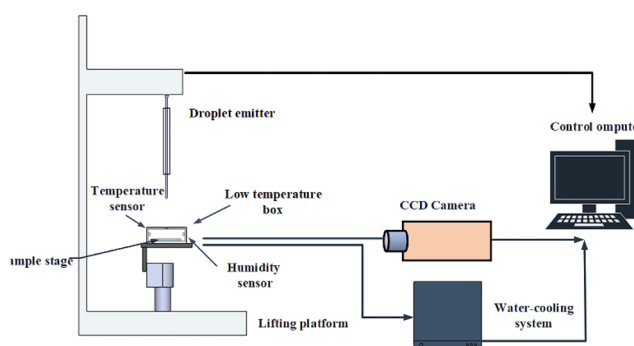 Droplet emitter
Control ompute
Temperature
sensor
Low temperature
box
CCD Camera
ample stage
Humidity
sensor
Lifting platform
Water-cooling
system